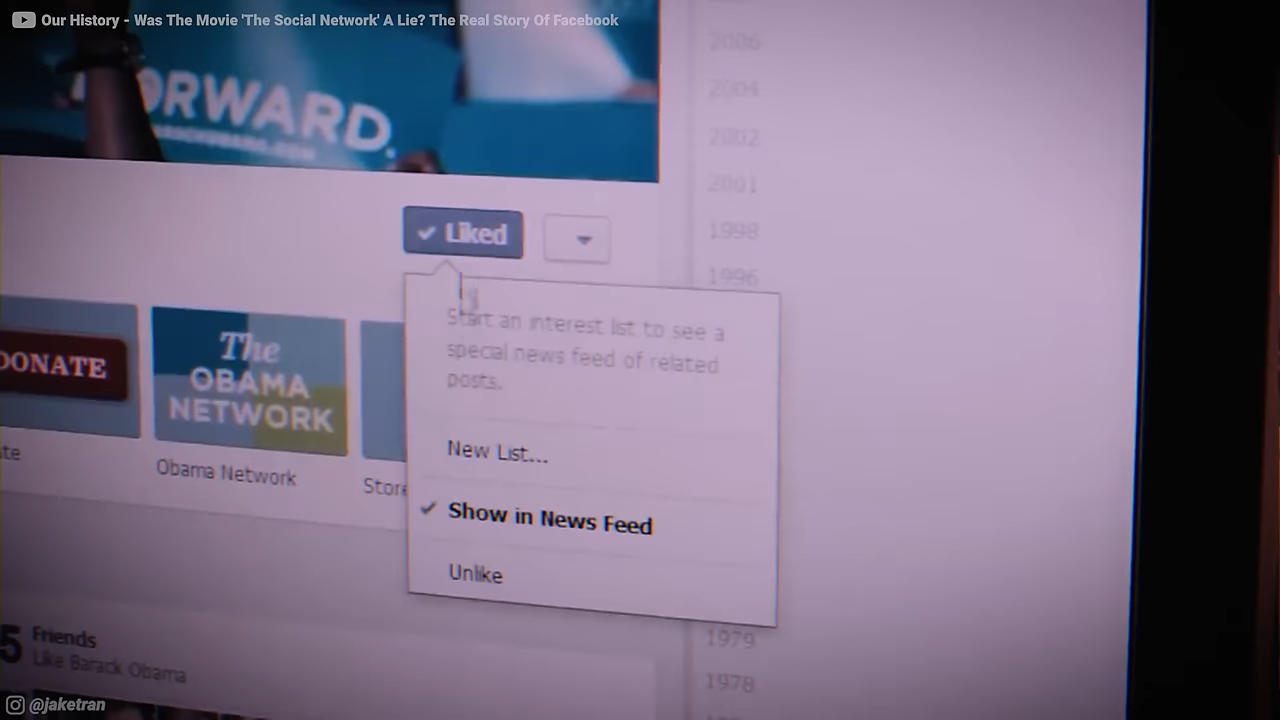 Our History - Was The Movie 'The Social Network' A Lie? The Real Story Of Facebook
ORWARD.
2006
2004
2002
2001
1998
1996
✓ Liked
Start an interest list to see a
special news feed of related
posts.
New List...
✓ Show in News Feed
Unlike
DONATE
The
OBAMA
NETWORK
te
Obama Network
Store
5 Friends
Like Barack Obama
1979
1978
@jaketran